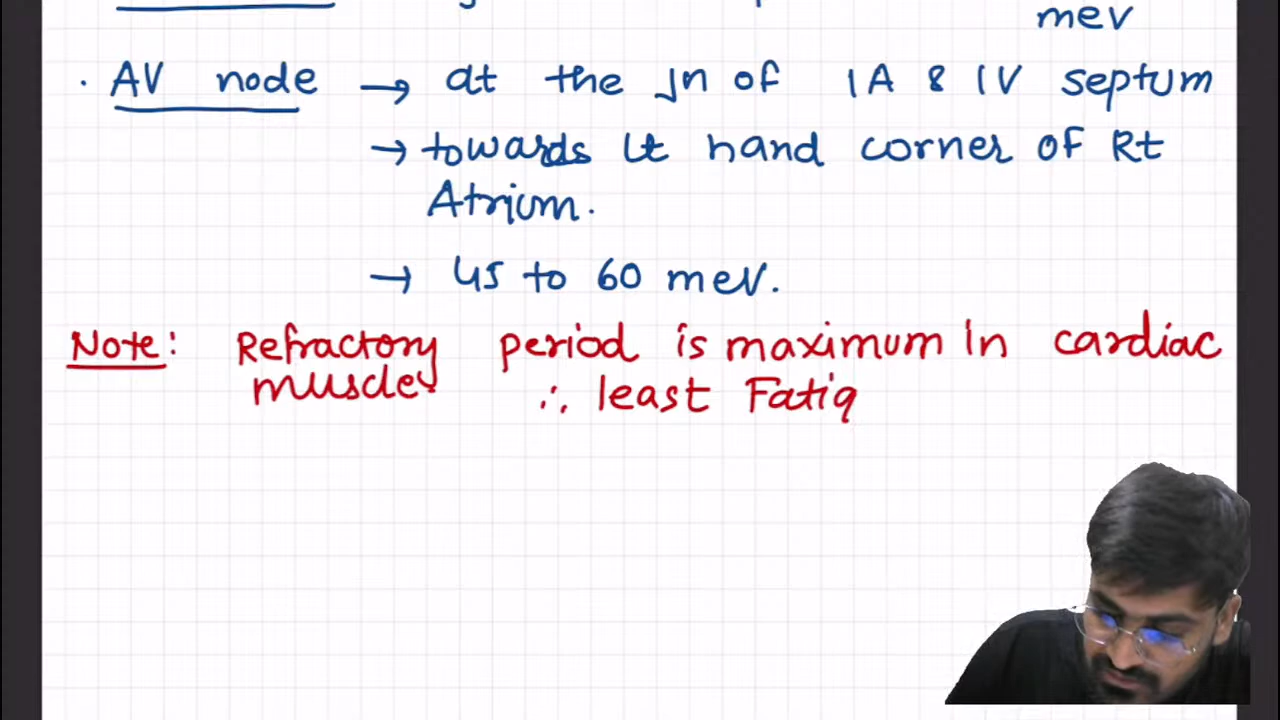 mev
. AV node → at the Jn of IA & IV septum
→ towards Lt hand corner of Rt
Atrium.
→ 45 to 60 mev.
Note: Refractory period is maximum in cardiac
muscle ∴ least Fatig